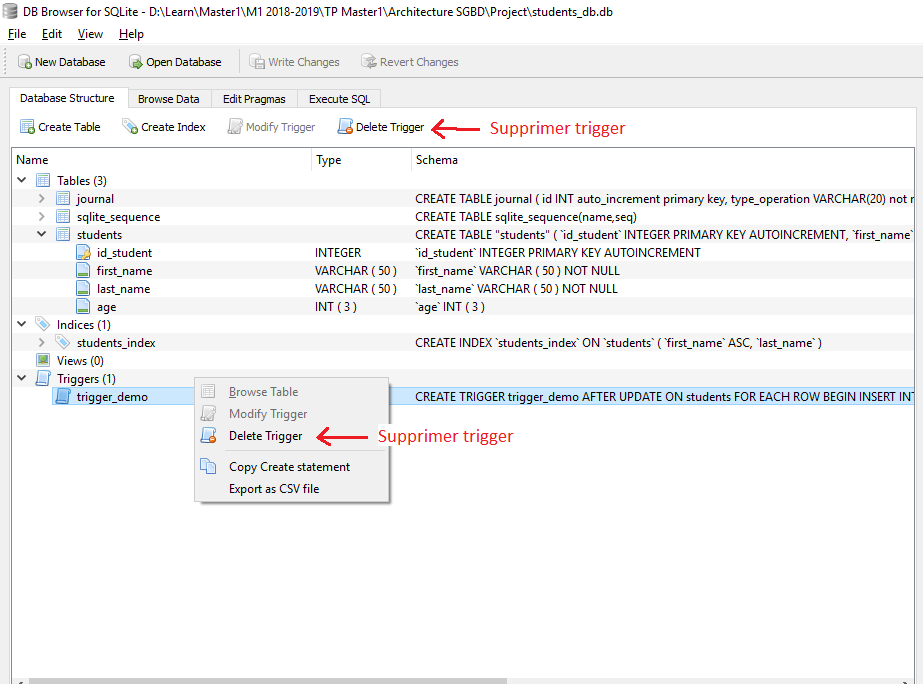 DB Browser for SQLite - D:\Learn\Master1\M1 2018-2019\TP Master1\Architecture SGBD\Project\students_db.db
File Edit View Help
New Database Open Database Write Changes Revert Changes
Database Structure Browse Data Edit Pragmas Execute SQL
Create Table Create Index Modify Trigger Delete Trigger Supprimer trigger
Name Type Schema
Tables (3)
journal CREATE TABLE journal ( id INT auto_increment primary key, type_operation VARCHAR(20) not n
sqlite_sequence CREATE TABLE sqlite_sequence(name,seq)
students CREATE TABLE "students" ( `id_student` INTEGER PRIMARY KEY AUTOINCREMENT, `first_name`
id_student INTEGER `id_student` INTEGER PRIMARY KEY AUTOINCREMENT
first_name VARCHAR ( 50 ) `first_name` VARCHAR ( 50 ) NOT NULL
last_name VARCHAR ( 50 ) `last_name` VARCHAR ( 50 ) NOT NULL
age INT ( 3 ) `age` INT ( 3 )
Indices (1)
students_index CREATE INDEX `students_index` ON `students` ( `first_name` ASC, `last_name` )
Views (0)
Triggers (1)
trigger_demo CREATE TRIGGER trigger_demo AFTER UPDATE ON students FOR EACH ROW BEGIN INSERT INT
Browse Table
Modify Trigger
Delete Trigger Supprimer trigger
Copy Create statement
Export as CSV file